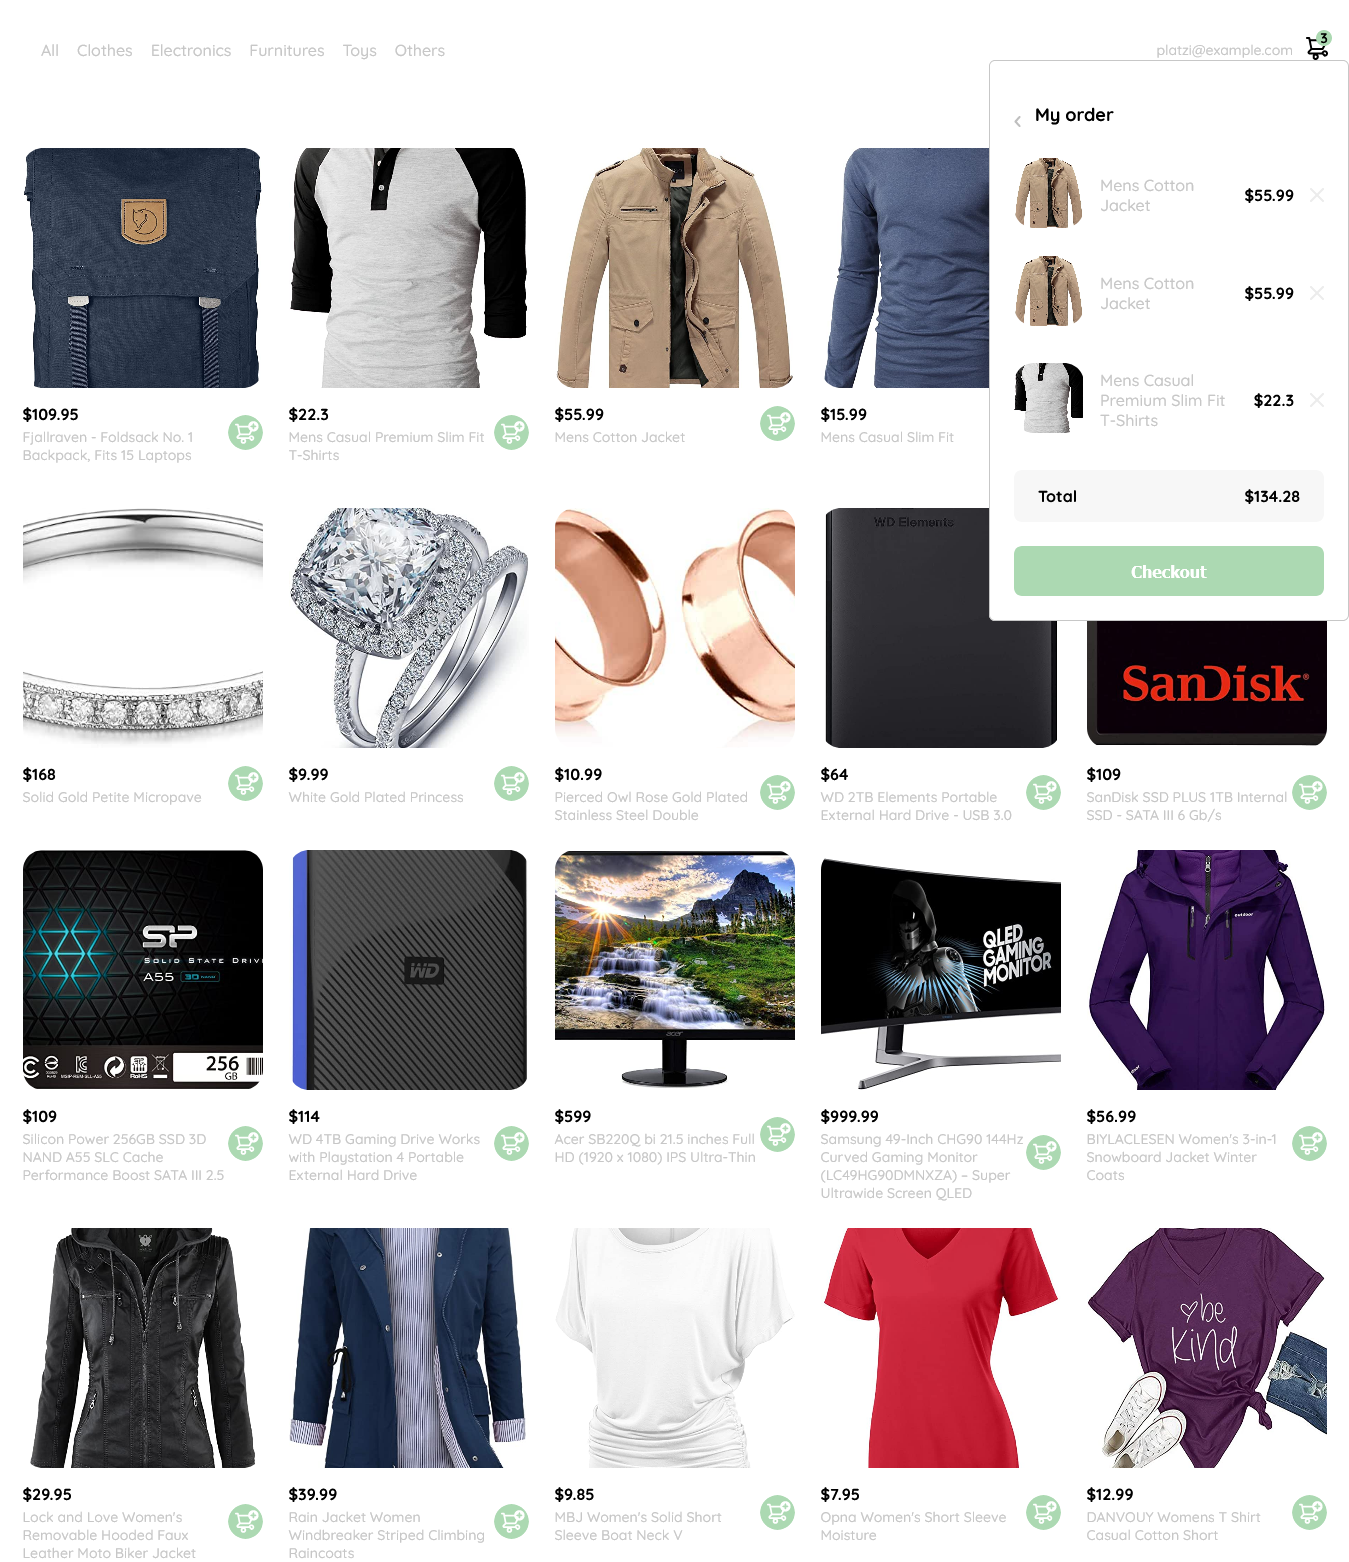 All Clothes Electronics Furnitures Toys Others
platzi@example.com 3
My order
Mens Cotton
Jacket
$55.99
Mens Cotton
Jacket
$55.99
Mens Casual
Premium Slim Fit
T-Shirts
$22.3
Total $134.28
Checkout
$109.95
Fjallraven - Foldsack No. 1
Backpack, Fits 15 Laptops
$22.3
Mens Casual Premium Slim Fit
T-Shirts
$55.99
Mens Cotton Jacket
$15.99
Mens Casual Slim Fit
$168
Solid Gold Petite Micropave
$9.99
White Gold Plated Princess
$10.99
Pierced Owl Rose Gold Plated
Stainless Steel Double
WD Elements
$64
WD 2TB Elements Portable
External Hard Drive - USB 3.0
SanDisk®
$109
SanDisk SSD PLUS 1TB Internal
SSD - SATA III 6 Gb/s
SP
SOLID STATE DRIV
A55 3D NAND
RoHS
256
GB
$109
Silicon Power 256GB SSD 3D
NAND A55 SLC Cache
Performance Boost SATA III 2.5
WD
$114
WD 4TB Gaming Drive Works
with Playstation 4 Portable
External Hard Drive
acer
$599
Acer SB220Q bi 21.5 inches Full
HD (1920 x 1080) IPS Ultra-Thin
QLED
GAMING
MONITOR
$999.99
Samsung 49-Inch CHG90 144Hz
Curved Gaming Monitor
(LC49HG90DMNXZA) – Super
Ultrawide Screen QLED
outdoor
$56.99
BIYLACLESEN Women's 3-in-1
Snowboard Jacket Winter
Coats
$29.95
Lock and Love Women's
Removable Hooded Faux
Leather Moto Biker Jacket
$39.99
Rain Jacket Women
Windbreaker Striped Climbing
Raincoats
$9.85
MBJ Women's Solid Short
Sleeve Boat Neck V
$7.95
Opna Women's Short Sleeve
Moisture
be
kind
$12.99
DANVOUY Womens T Shirt
Casual Cotton Short